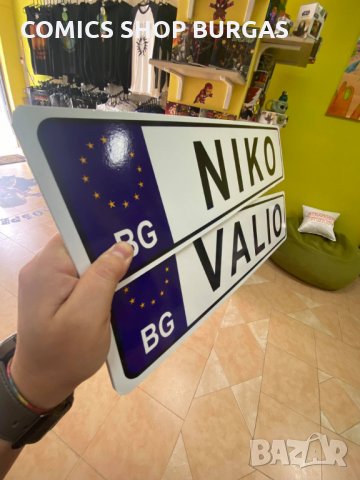 COMICS SHOP BURGAS
NIKO
BG
VALIO
BG
BAZAR